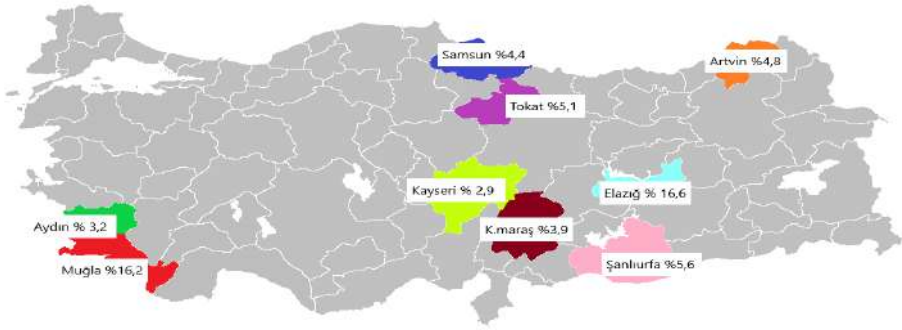 Samsun %4,4
Artvin %4,8
Tokat %5,1
Kayseri % 2,9
Elazığ % 16,6
Aydın % 3,2
K.maraş %3,9
Muğla %16,2
Şanlıurfa %5,6